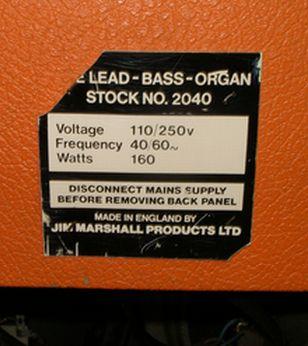 E LEAD - BASS - ORGAN
STOCK NO. 2040
Voltage 110/250v
Frequency 40/60~
Watts 160
DISCONNECT MAINS SUPPLY
BEFORE REMOVING BACK PANEL
MADE IN ENGLAND BY
JIM MARSHALL PRODUCTS LTD